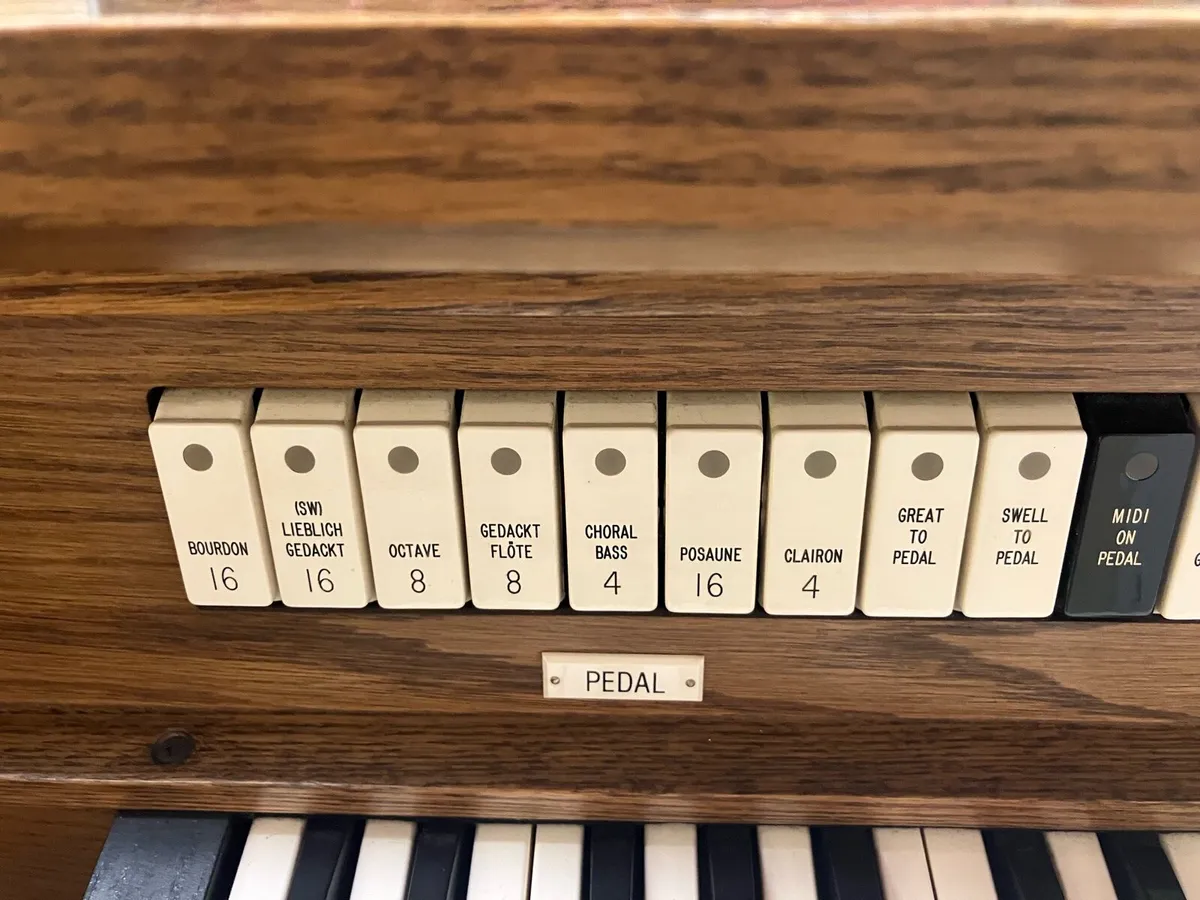 BOURDON
16
(SW)
LIEBLICH
GEDACKT
16
OCTAVE
8
GEDACKT
FLÖTE
8
CHORAL
BASS
4
POSAUNE
16
CLAIRON
4
GREAT
TO
PEDAL
SWELL
TO
PEDAL
MIDI
ON
PEDAL
PEDAL